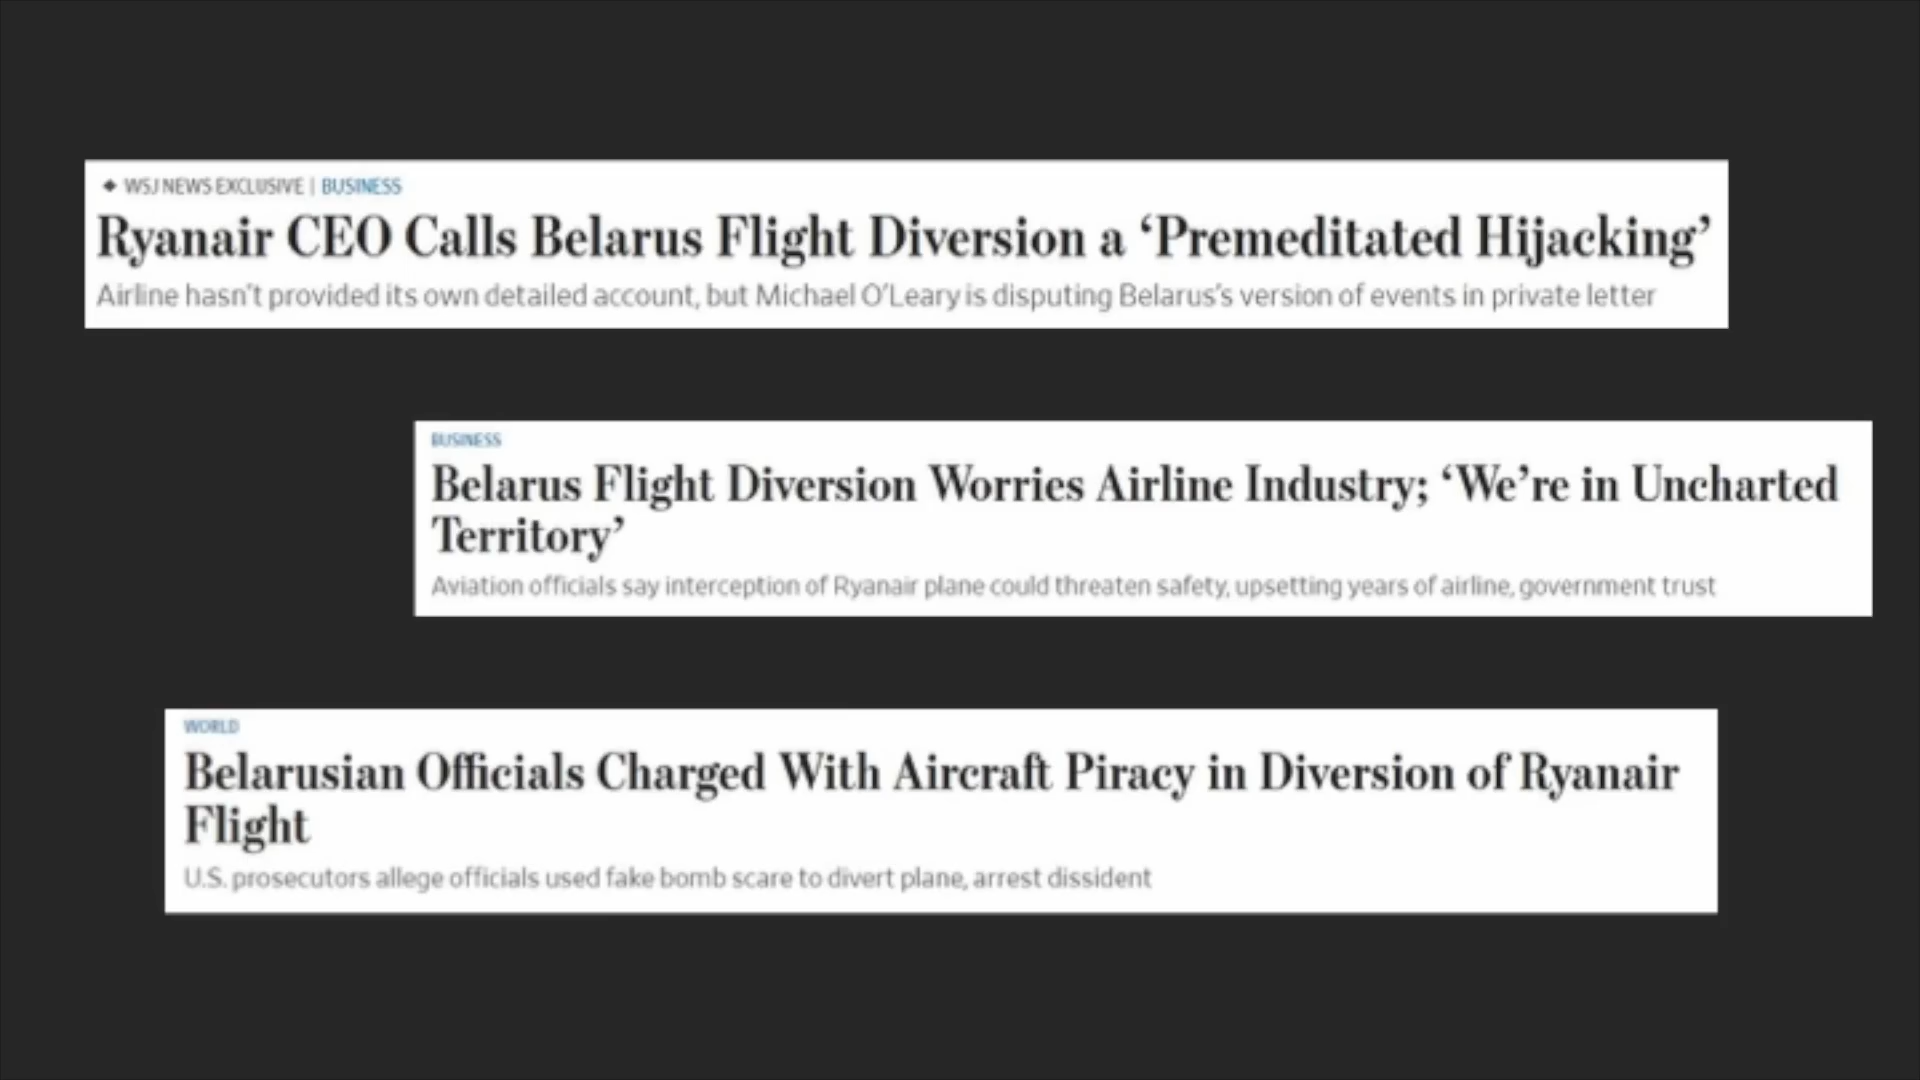 ◆ WSJ NEWS EXCLUSIVE | BUSINESS
Ryanair CEO Calls Belarus Flight Diversion a ‘Premeditated Hijacking’
Airline hasn’t provided its own detailed account, but Michael O’Leary is disputing Belarus’s version of events in private letter
BUSINESS
Belarus Flight Diversion Worries Airline Industry; ‘We’re in Uncharted
Territory’
Aviation officials say interception of Ryanair plane could threaten safety, upsetting years of airline, government trust
WORLD
Belarusian Officials Charged With Aircraft Piracy in Diversion of Ryanair
Flight
U.S. prosecutors allege officials used fake bomb scare to divert plane, arrest dissident